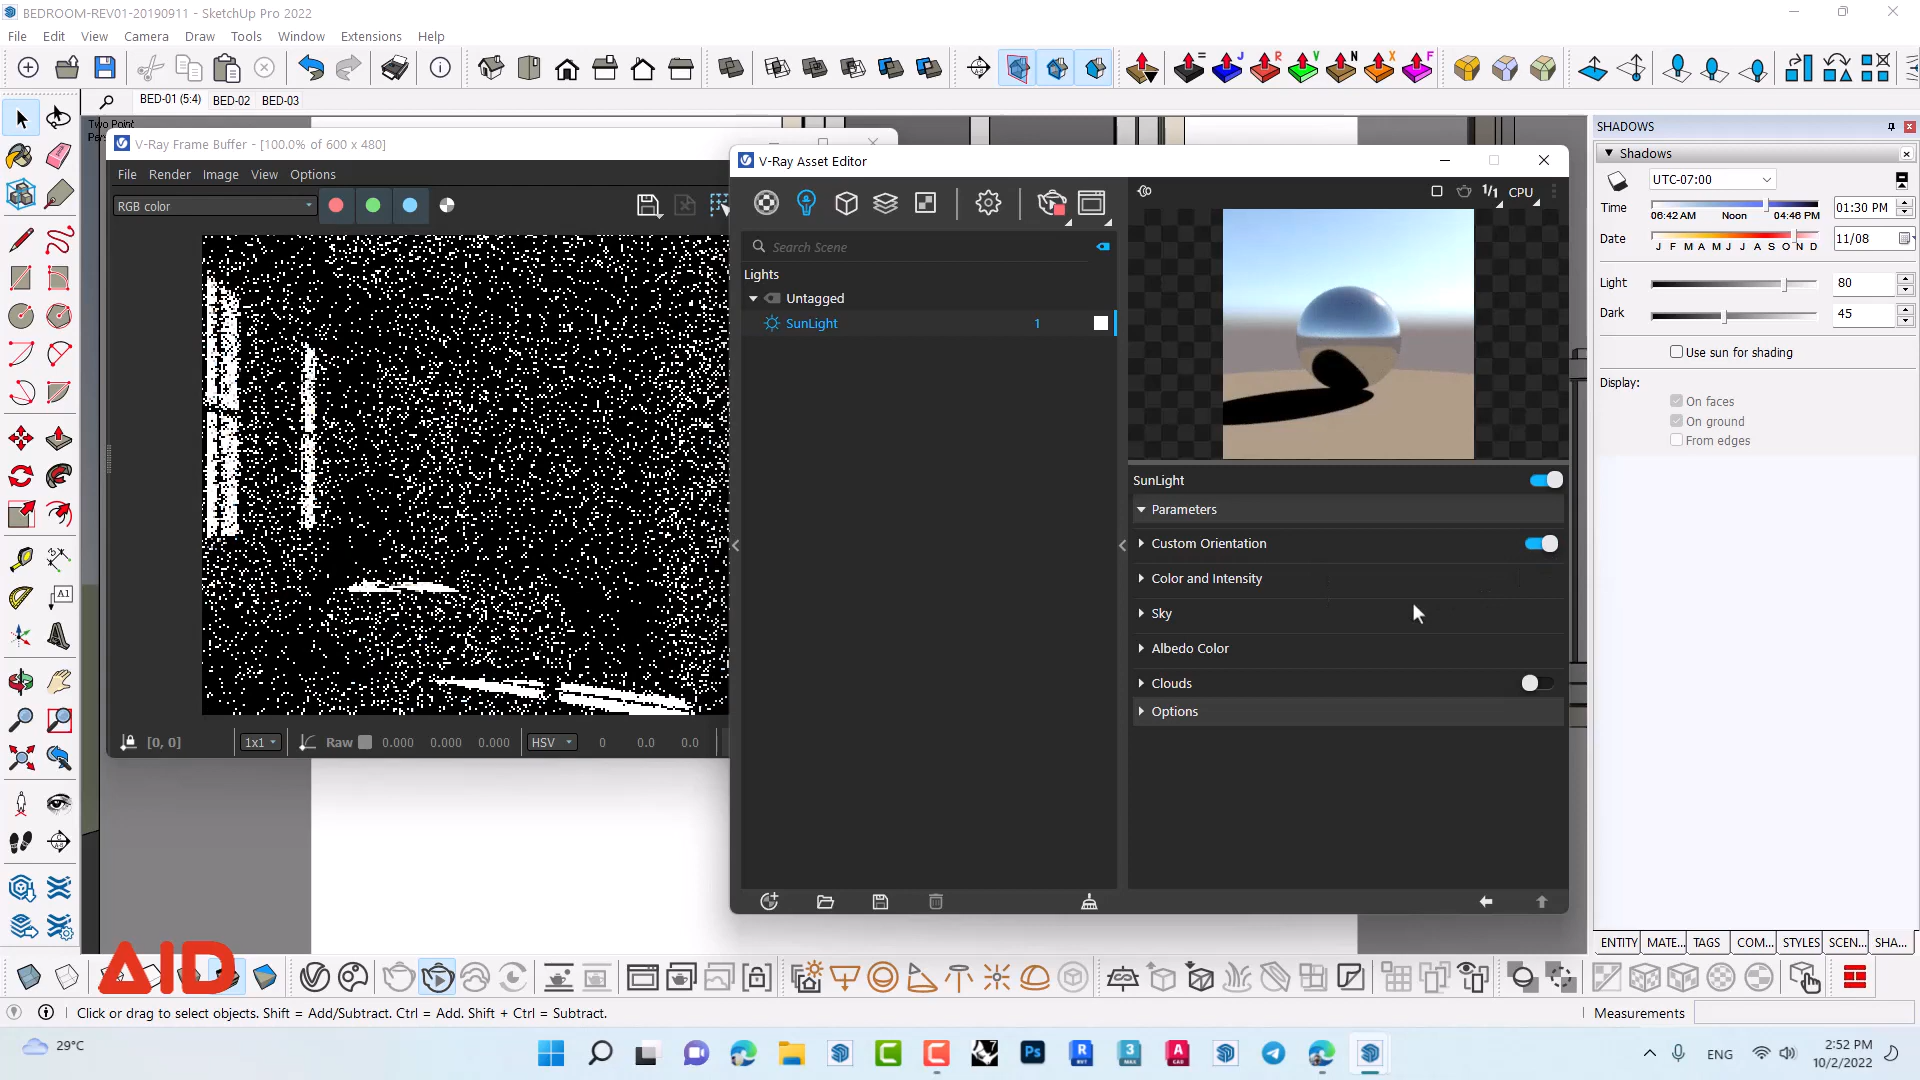 BEDROOM-REV01-20190911 - SketchUp Pro 2022
File Edit View Camera Draw Tools Window Extensions Help
BED-01 (5:4) BED-02 BED-03
Two Point
V-Ray Frame Buffer - [100.0% of 600 x 480]
File Render Image View Options
RGB color
[0, 0] 1x1 Raw 0.000 0.000 0.000 HSV 0 0.0 0.0
V-Ray Asset Editor
1/1 CPU
Search Scene
Lights
Untagged
SunLight 1
SunLight
Parameters
Custom Orientation
Color and Intensity
Sky
Albedo Color
Clouds
Options
SHADOWS
Shadows
UTC-07:00
Time 06:42 AM Noon 04:46 PM 01:30 PM
Date J F M A M J J A S O N D 11/08
Light 80
Dark 45
Use sun for shading
Display:
On faces
On ground
From edges
ENTITY MATE... TAGS COM... STYLES SCEN... SHA...
AID
Click or drag to select objects. Shift = Add/Subtract. Ctrl = Add. Shift + Ctrl = Subtract.
Measurements
29°C
ENG
2:52 PM
10/2/2022